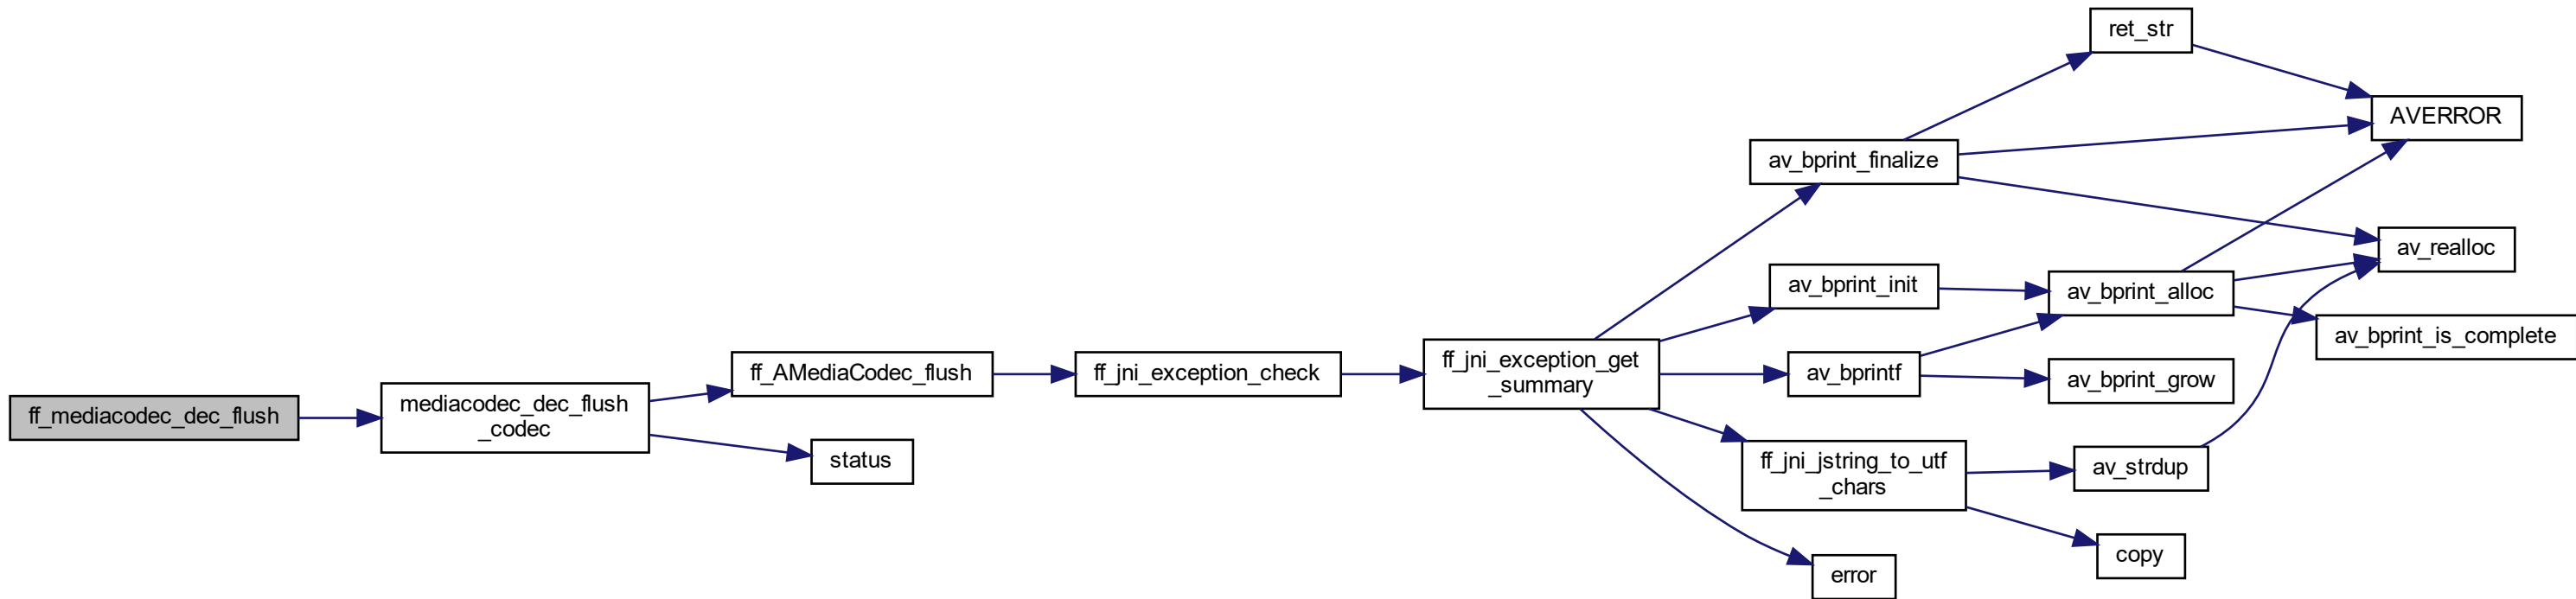 ff_mediacodec_dec_flush
mediacodec_dec_flush
_codec
ff_AMediaCodec_flush
status
ff_jni_exception_check
ff_jni_exception_get
_summary
av_bprint_finalize
av_bprint_init
av_bprintf
ff_jni_jstring_to_utf
_chars
error
ret_str
av_bprint_alloc
av_bprint_grow
av_strdup
copy
AVERROR
av_realloc
av_bprint_is_complete